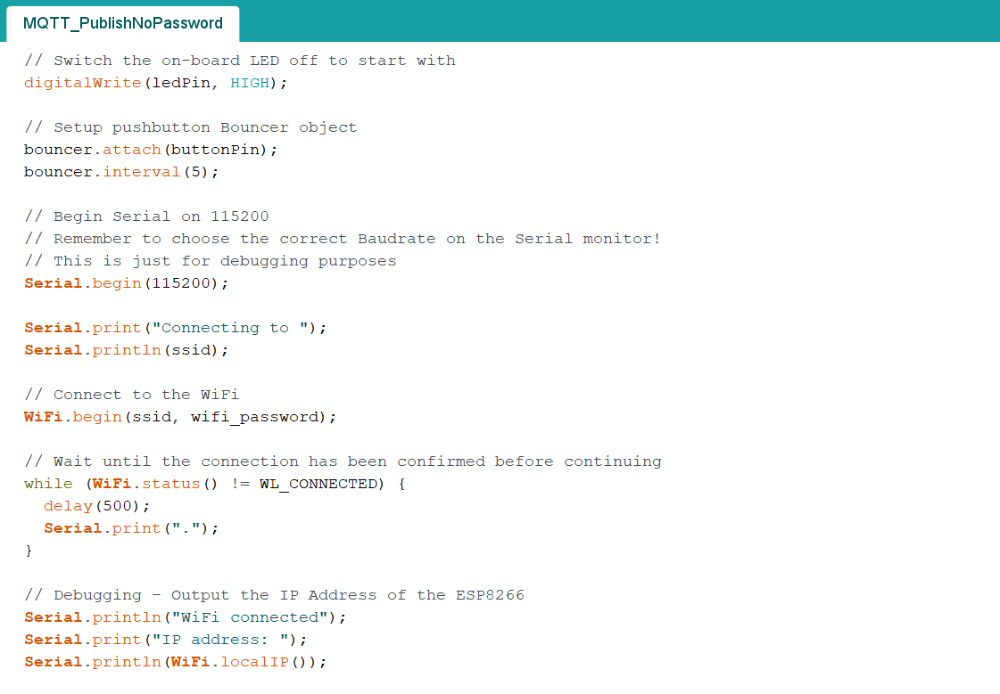 MQTT_PublishNoPassword
// Switch the on-board LED off to start with
digitalWrite(ledPin, HIGH);
// Setup pushbutton Bouncer object
bouncer.attach(buttonPin);
bouncer.interval(5);
// Begin Serial on 115200
// Remember to choose the correct Baudrate on the Serial monitor!
// This is just for debugging purposes
Serial.begin(115200);
Serial.print("Connecting to ");
Serial.println(ssid);
// Connect to the WiFi
WiFi.begin(ssid, wifi_password);
// Wait until the connection has been confirmed before continuing
while (WiFi.status() != WL_CONNECTED) {
  delay(500);
  Serial.print(".");
}
// Debugging - Output the IP Address of the ESP8266
Serial.println("WiFi connected");
Serial.print("IP address: ");
Serial.println(WiFi.localIP());